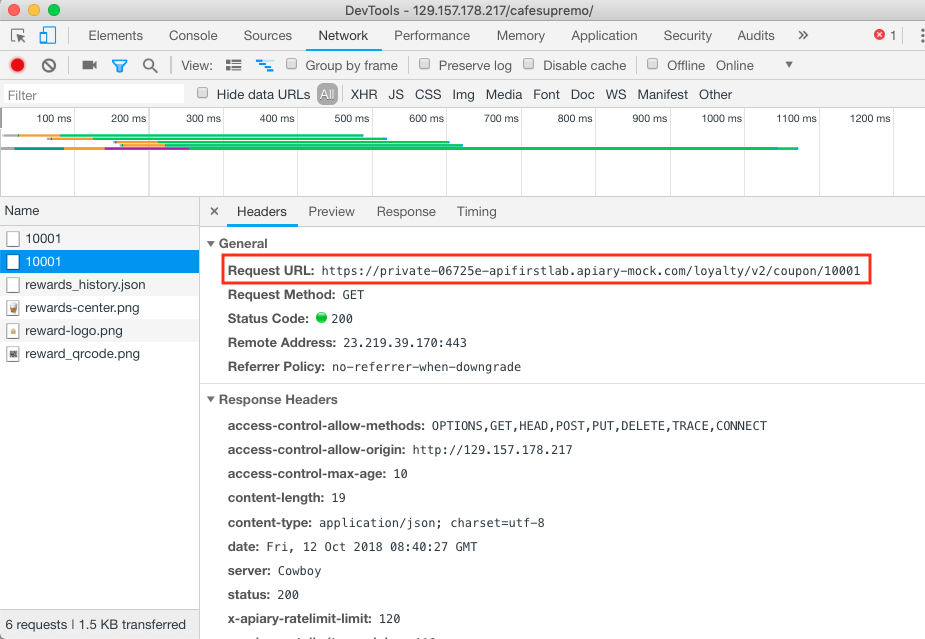 DevTools - 129.157.178.217/cafesupremo/
Elements Console Sources Network Performance Memory Application Security Audits » 1
View: Group by frame Preserve log Disable cache Offline Online
Filter Hide data URLs All XHR JS CSS Img Media Font Doc WS Manifest Other
100 ms 200 ms 300 ms 400 ms 500 ms 600 ms 700 ms 800 ms 900 ms 1000 ms 1100 ms 1200 ms
Name
10001
10001
rewards_history.json
rewards-center.png
reward-logo.png
reward_qrcode.png
6 requests | 1.5 KB transferred
× Headers Preview Response Timing
General
Request URL: https://private-06725e-apifirstlab.apiary-mock.com/loyalty/v2/coupon/10001
Request Method: GET
Status Code: 200
Remote Address: 23.219.39.170:443
Referrer Policy: no-referrer-when-downgrade
Response Headers
access-control-allow-methods: OPTIONS,GET,HEAD,POST,PUT,DELETE,TRACE,CONNECT
access-control-allow-origin: http://129.157.178.217
access-control-max-age: 10
content-length: 19
content-type: application/json; charset=utf-8
date: Fri, 12 Oct 2018 08:40:27 GMT
server: Cowboy
status: 200
x-apiary-ratelimit-limit: 120